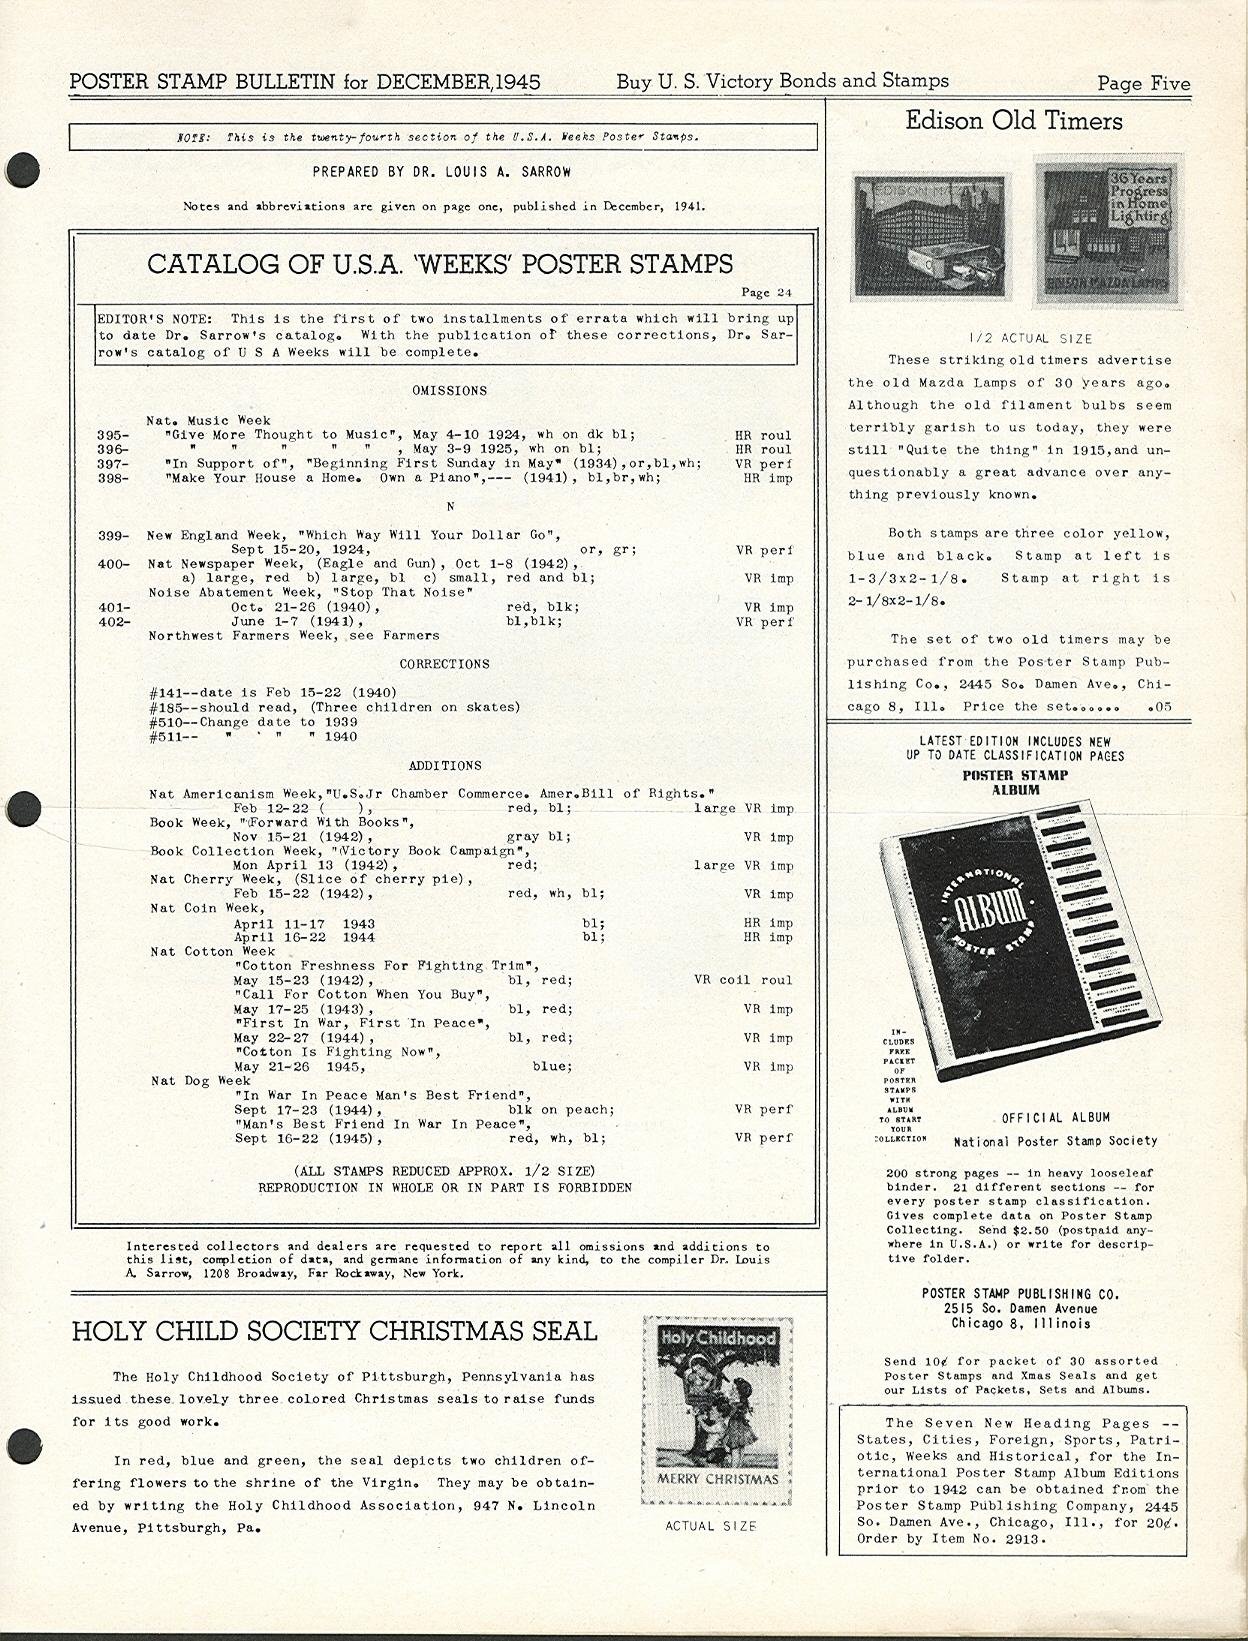 POSTER STAMP BULLETIN for DECEMBER,1945 Buy U. S. Victory Bonds and Stamps Page Five
NOTE: This is the twenty-fourth section of the U.S.A. Weeks Poster Stamps.
PREPARED BY DR. LOUIS A. SARROW
Notes and abbreviations are given on page one, published in December, 1941.
CATALOG OF U.S.A. 'WEEKS' POSTER STAMPS
Page 24
EDITOR'S NOTE: This is the first of two installments of errata which will bring up
to date Dr. Sarrow's catalog. With the publication of these corrections, Dr. Sar-
row's catalog of U S A Weeks will be complete.
OMISSIONS
Nat. Music Week
395- "Give More Thought to Music", May 4-10 1924, wh on dk bl; HR roul
396- " " " " " , May 3-9 1925, wh on bl; HR roul
397- "In Support of", "Beginning First Sunday in May" (1934),or,bl,wh; VR perf
398- "Make Your House a Home. Own a Piano",--- (1941), bl,br,wh; HR imp
N
399- New England Week, "Which Way Will Your Dollar Go",
Sept 15-20, 1924, or, gr; VR perf
400- Nat Newspaper Week, (Eagle and Gun), Oct 1-8 (1942),
a) large, red b) large, bl c) small, red and bl; VR imp
Noise Abatement Week, "Stop That Noise"
401- Oct. 21-26 (1940), red, blk; VR imp
402- June 1-7 (1941), bl,blk; VR perf
Northwest Farmers Week, see Farmers
CORRECTIONS
#141--date is Feb 15-22 (1940)
#185--should read, (Three children on skates)
#510--Change date to 1939
#511-- " ' " " 1940
ADDITIONS
Nat Americanism Week,"U.S.Jr Chamber Commerce. Amer.Bill of Rights."
Feb 12-22 ( ), red, bl; large VR imp
Book Week, "Forward With Books",
Nov 15-21 (1942), gray bl; VR imp
Book Collection Week, "Victory Book Campaign",
Mon April 13 (1942), red; large VR imp
Nat Cherry Week, (Slice of cherry pie),
Feb 15-22 (1942), red, wh, bl; VR imp
Nat Coin Week,
April 11-17 1943 bl; HR imp
April 16-22 1944 bl; HR imp
Nat Cotton Week
"Cotton Freshness For Fighting Trim",
May 15-23 (1942), bl, red; VR coil roul
"Call For Cotton When You Buy",
May 17-25 (1943), bl, red; VR imp
"First In War, First In Peace",
May 22-27 (1944), bl, red; VR imp
"Cotton Is Fighting Now",
May 21-26 1945, blue; VR imp
Nat Dog Week
"In War In Peace Man's Best Friend",
Sept 17-23 (1944), blk on peach; VR perf
"Man's Best Friend In War In Peace",
Sept 16-22 (1945), red, wh, bl; VR perf
(ALL STAMPS REDUCED APPROX. 1/2 SIZE)
REPRODUCTION IN WHOLE OR IN PART IS FORBIDDEN
Interested collectors and dealers are requested to report all omissions and additions to
this list, completion of data, and germane information of any kind, to the compiler Dr. Louis
A. Sarrow, 1208 Broadway, Far Rockaway, New York.
HOLY CHILD SOCIETY CHRISTMAS SEAL
The Holy Childhood Society of Pittsburgh, Pennsylvania has
issued these lovely three colored Christmas seals to raise funds
for its good work.
In red, blue and green, the seal depicts two children of-
fering flowers to the shrine of the Virgin. They may be obtain-
ed by writing the Holy Childhood Association, 947 N. Lincoln
Avenue, Pittsburgh, Pa.
Holy Childhood
MERRY CHRISTMAS
ACTUAL SIZE
Edison Old Timers
EDISON MAZDA
36 Years
Progress
in Home
Lighting
EDISON MAZDA LAMPS
1/2 ACTUAL SIZE
These striking old timers advertise
the old Mazda Lamps of 30 years ago.
Although the old filament bulbs seem
terribly garish to us today, they were
still "Quite the thing" in 1915,and un-
questionably a great advance over any-
thing previously known.
Both stamps are three color yellow,
blue and black. Stamp at left is
1-3/3x2-1/8. Stamp at right is
2-1/8x2-1/8.
The set of two old timers may be
purchased from the Poster Stamp Pub-
lishing Co., 2445 So. Damen Ave., Chi-
cago 8, Ill. Price the set...... .05
LATEST EDITION INCLUDES NEW
UP TO DATE CLASSIFICATION PAGES
POSTER STAMP
ALBUM
INTERNATIONAL
ALBUM
POSTER STAMP
IN-
CLUDES
FREE
PACKET
OF
POSTER
STAMPS
WITH
ALBUM
TO START
YOUR
COLLECTION
OFFICIAL ALBUM
National Poster Stamp Society
200 strong pages -- in heavy looseleaf
binder. 21 different sections -- for
every poster stamp classification.
Gives complete data on Poster Stamp
Collecting. Send $2.50 (postpaid any-
where in U.S.A.) or write for descrip-
tive folder.
POSTER STAMP PUBLISHING CO.
2515 So. Damen Avenue
Chicago 8, Illinois
Send 10¢ for packet of 30 assorted
Poster Stamps and Xmas Seals and get
our Lists of Packets, Sets and Albums.
The Seven New Heading Pages --
States, Cities, Foreign, Sports, Patri-
otic, Weeks and Historical, for the In-
ternational Poster Stamp Album Editions
prior to 1942 can be obtained from the
Poster Stamp Publishing Company, 2445
So. Damen Ave., Chicago, Ill., for 20¢.
Order by Item No. 2913.